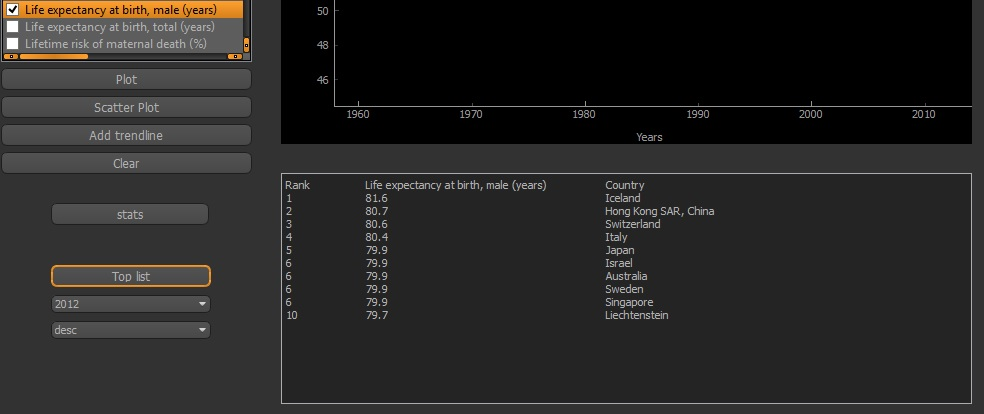 Life expectancy at birth, male (years)
Life expectancy at birth, total (years)
Lifetime risk of maternal death (%)
Plot
Scatter Plot
Add trendline
Clear
stats
Top list
2012
desc
50
48
46
1960 1970 1980 1990 2000 2010
Years
Rank Life expectancy at birth, male (years) Country
1 81.6 Iceland
2 80.7 Hong Kong SAR, China
3 80.6 Switzerland
4 80.4 Italy
5 79.9 Japan
6 79.9 Israel
6 79.9 Australia
6 79.9 Sweden
6 79.9 Singapore
10 79.7 Liechtenstein